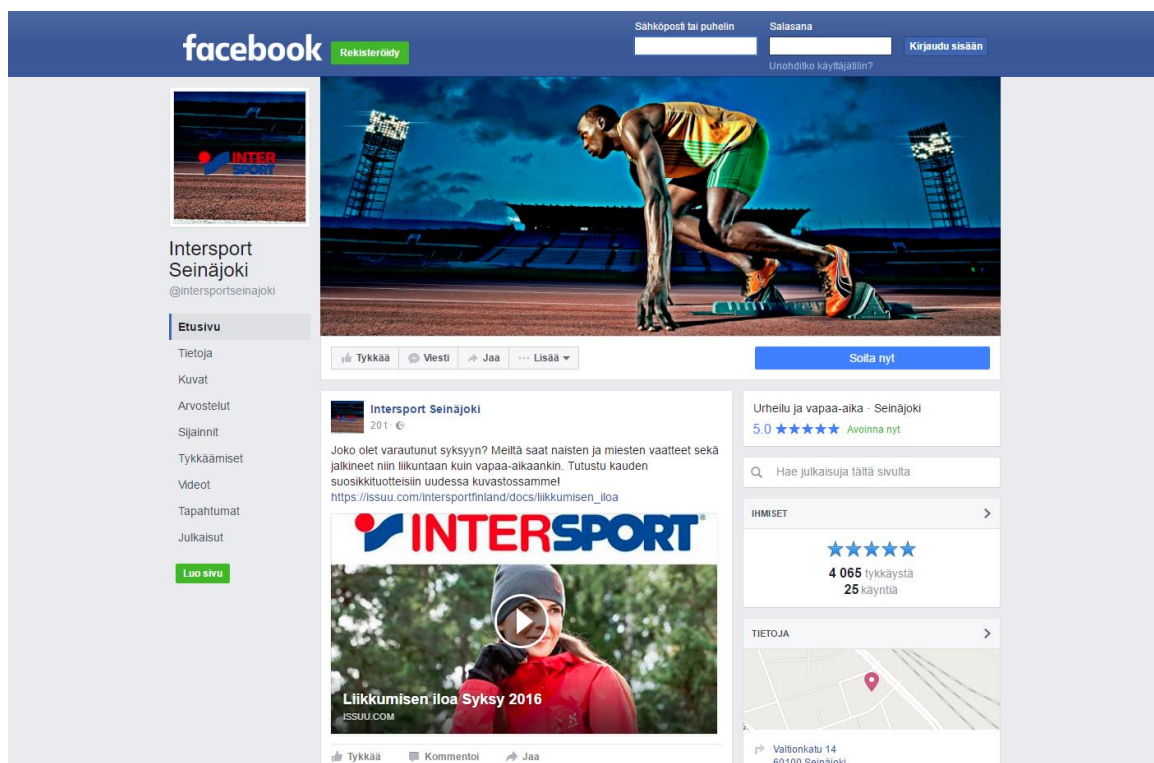 Sähköposti tai puhelin
Salasana
facebook
Rekisteröidy
Kirjaudu sisään
Unohditko käyttäjätilin?
INTER
SPORT
Intersport
Seinäjoki
@intersportseinajoki
Etusivu
Tietoja
Kuvat
Arvostelut
Sijainnit
Tykkäämiset
Videot
Tapahtumat
Julkaisut
Luo sivu
Tykkää
Viesti
Jaa
··· Lisää
Soita nyt
Intersport Seinäjoki
20 t ·
Joko olet varautunut syksyyn? Meiltä saat naisten ja miesten vaatteet sekä
jalkineet niin liikuntaan kuin vapaa-aikaankin. Tutustu kauden
suosikkituotteisiin uudessa kuvastossamme!
https://issuu.com/intersportfinland/docs/liikkumisen_iloa
INTERSPORT®
Liikkumisen iloa Syksy 2016
ISSUU.COM
Tykkää
Kommentoi
Jaa
Urheilu ja vapaa-aika · Seinäjoki
5.0 ★★★★★ Avoinna nyt
Hae julkaisuja tältä sivulta
IHMISET
4 065 tykkäystä
25 käyntiä
TIETOJA
Valtionkatu 14
60100 Seinäjoki